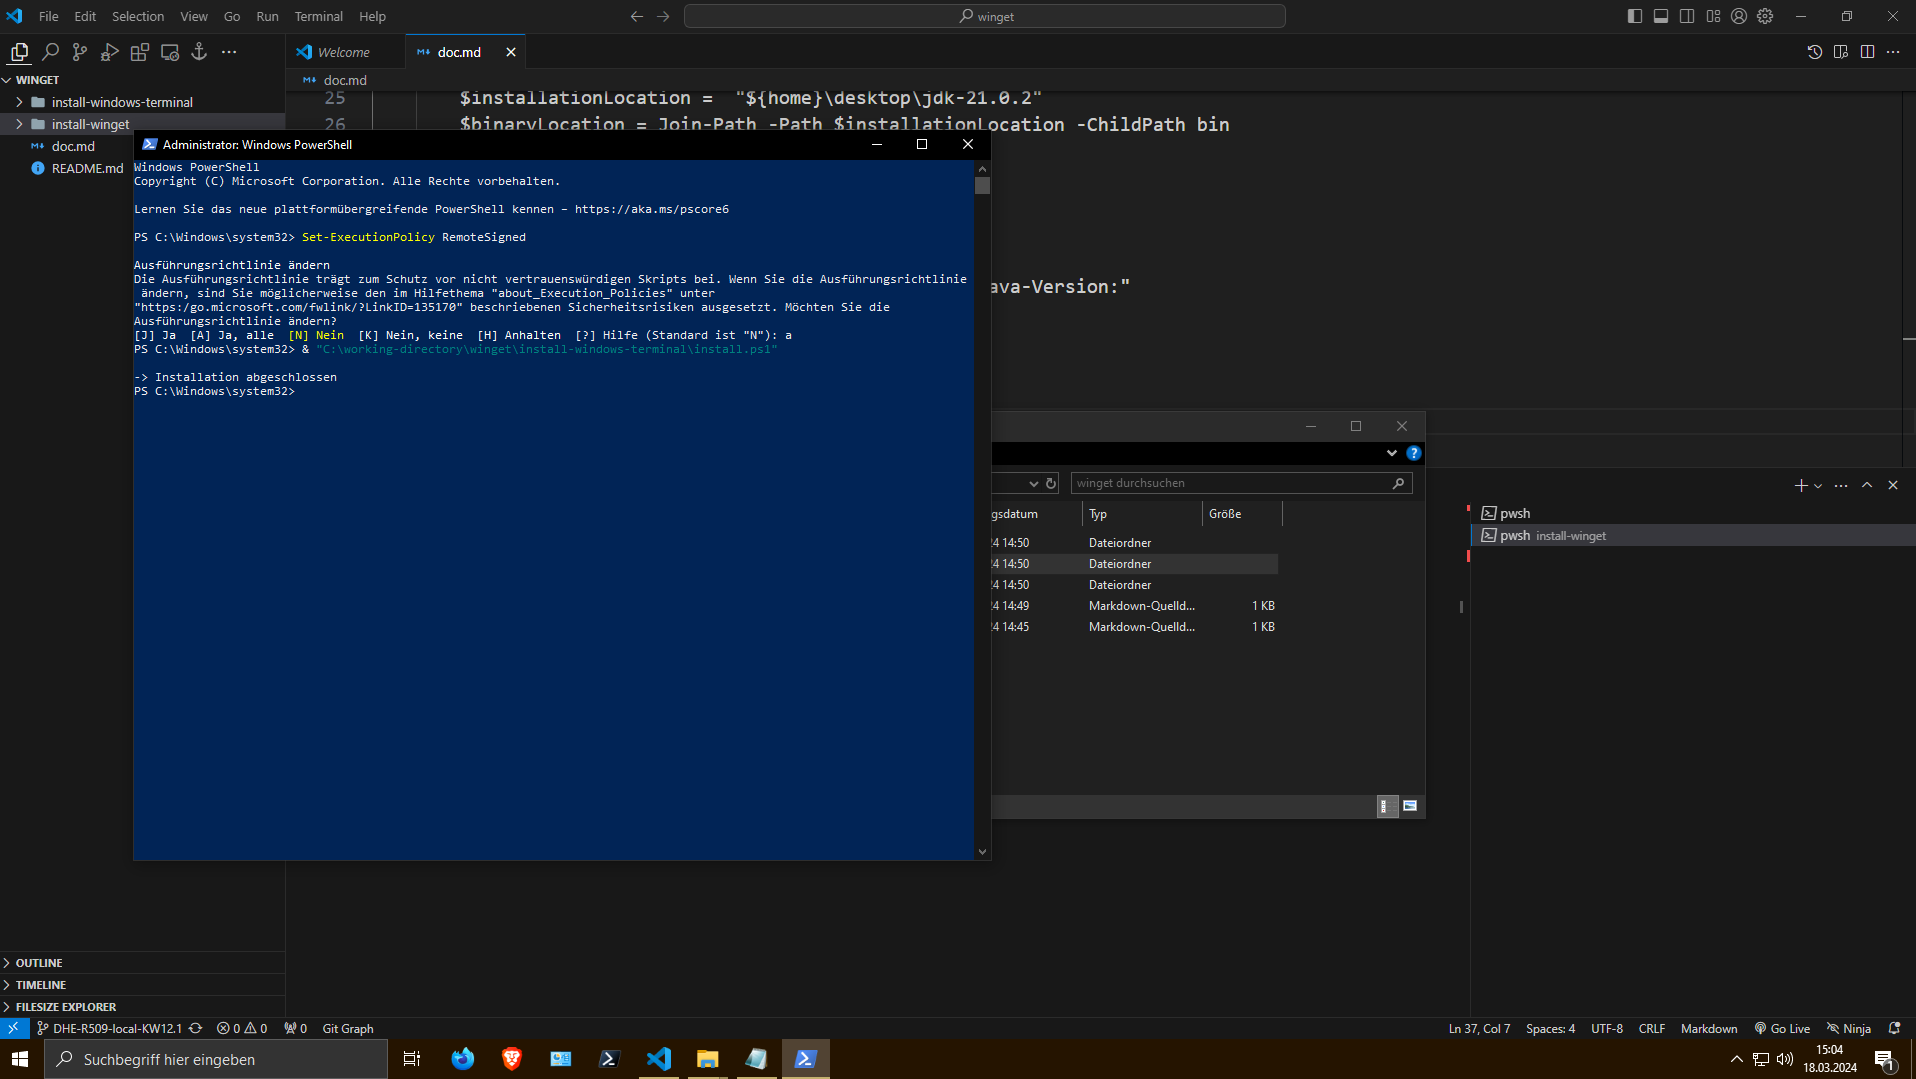 File Edit Selection View Go Run Terminal Help
winget
Welcome
doc.md
WINGET
install-windows-terminal
install-winget
doc.md
README.md
doc.md
25 $installationLocation = "${home}\desktop\jdk-21.0.2"
26 $binaryLocation = Join-Path -Path $installationLocation -ChildPath bin
ava-Version:"
Administrator: Windows PowerShell
Windows PowerShell
Copyright (C) Microsoft Corporation. Alle Rechte vorbehalten.
Lernen Sie das neue plattformübergreifende PowerShell kennen – https://aka.ms/pscore6
PS C:\Windows\system32> Set-ExecutionPolicy RemoteSigned
Ausführungsrichtlinie ändern
Die Ausführungsrichtlinie trägt zum Schutz vor nicht vertrauenswürdigen Skripts bei. Wenn Sie die Ausführungsrichtlinie
ändern, sind Sie möglicherweise den im Hilfethema "about_Execution_Policies" unter
"https:/go.microsoft.com/fwlink/?LinkID=135170" beschriebenen Sicherheitsrisiken ausgesetzt. Möchten Sie die
Ausführungsrichtlinie ändern?
[J] Ja [A] Ja, alle [N] Nein [K] Nein, keine [H] Anhalten [?] Hilfe (Standard ist "N"): a
PS C:\Windows\system32> & "C:\working-directory\winget\install-windows-terminal\install.ps1"
-> Installation abgeschlossen
PS C:\Windows\system32>
winget durchsuchen
gsdatum Typ Größe
24 14:50 Dateiordner
24 14:50 Dateiordner
24 14:50 Dateiordner
24 14:49 Markdown-Quelld... 1 KB
24 14:45 Markdown-Quelld... 1 KB
pwsh
pwsh install-winget
OUTLINE
TIMELINE
FILESIZE EXPLORER
DHE-R509-local-KW12.1 0 0 0 Git Graph Ln 37, Col 7 Spaces: 4 UTF-8 CRLF Markdown Go Live Ninja
Suchbegriff hier eingeben
15:04
18.03.2024
1